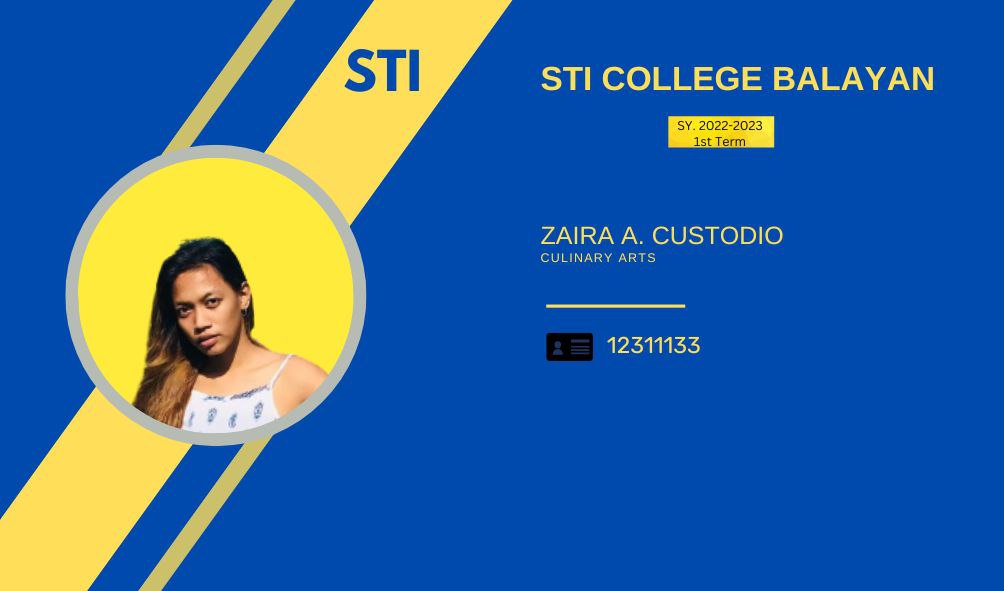 STI
STI COLLEGE BALAYAN
SY. 2022-2023
1st Term
ZAIRA A. CUSTODIO
CULINARY ARTS
12311133